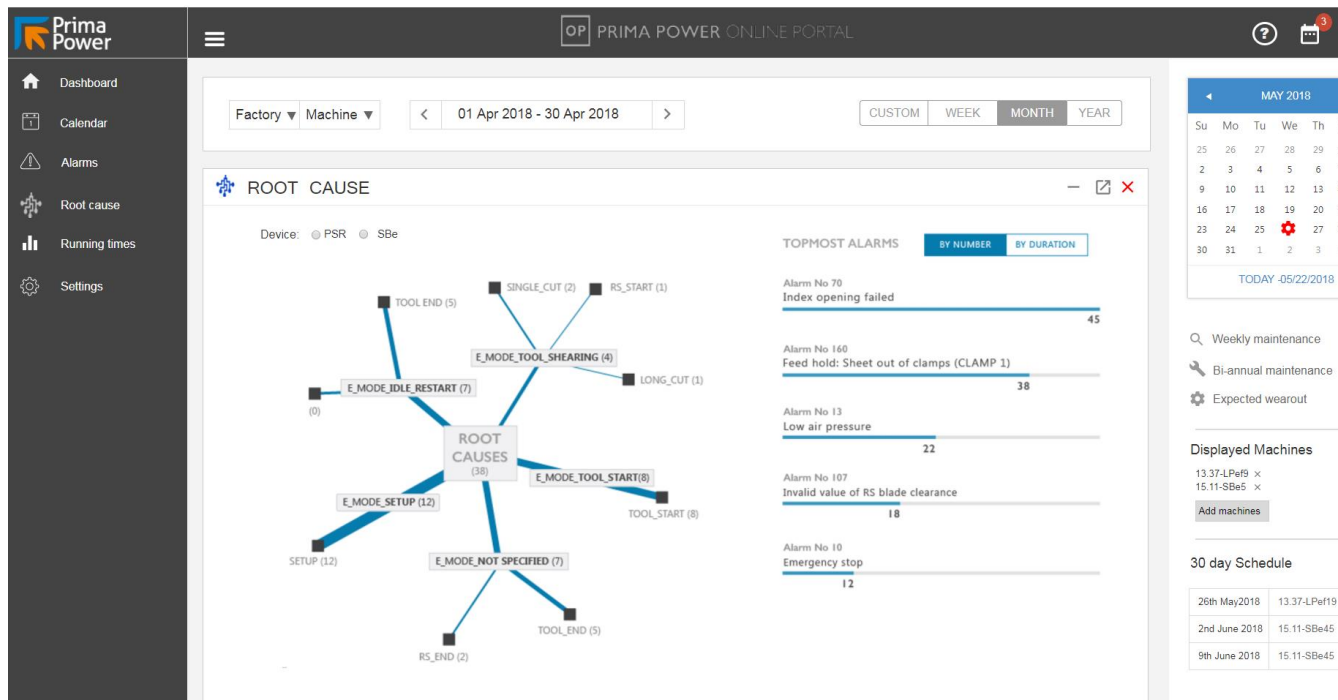 Prima
Power
OP PRIMA POWER ONLINE PORTAL
3
Dashboard
Calendar
Alarms
Root cause
Running times
Settings
Factory ▼ Machine ▼
< 01 Apr 2018 - 30 Apr 2018 >
CUSTOM WEEK MONTH YEAR
ROOT CAUSE
Device: PSR SBe
TOOL END (5)
SINGLE_CUT (2)
RS_START (1)
E_MODE_TOOL_SHEARING (4)
LONG_CUT (1)
E_MODE_IDLE_RESTART (7)
(0)
ROOT
CAUSES
(38)
E_MODE_TOOL_START(8)
TOOL_START (8)
E_MODE_SETUP (12)
SETUP (12)
E_MODE_NOT SPECIFIED (7)
TOOL_END (5)
RS_END (2)
TOPMOST ALARMS BY NUMBER BY DURATION
Alarm No 70
Index opening failed
45
Alarm No 160
Feed hold: Sheet out of clamps (CLAMP 1)
38
Alarm No 13
Low air pressure
22
Alarm No 107
Invalid value of RS blade clearance
18
Alarm No 10
Emergency stop
12
MAY 2018
Su Mo Tu We Th
25 26 27 28 29
2 3 4 5 6
9 10 11 12 13
16 17 18 19 20
23 24 25 27
30 31 1 2 3
TODAY -05/22/2018
Weekly maintenance
Bi-annual maintenance
Expected wearout
Displayed Machines
13.37-LPef9 ×
15.11-SBe5 ×
Add machines
30 day Schedule
26th May2018 13.37-LPef19
2nd June 2018 15.11-SBe45
9th June 2018 15.11-SBe45